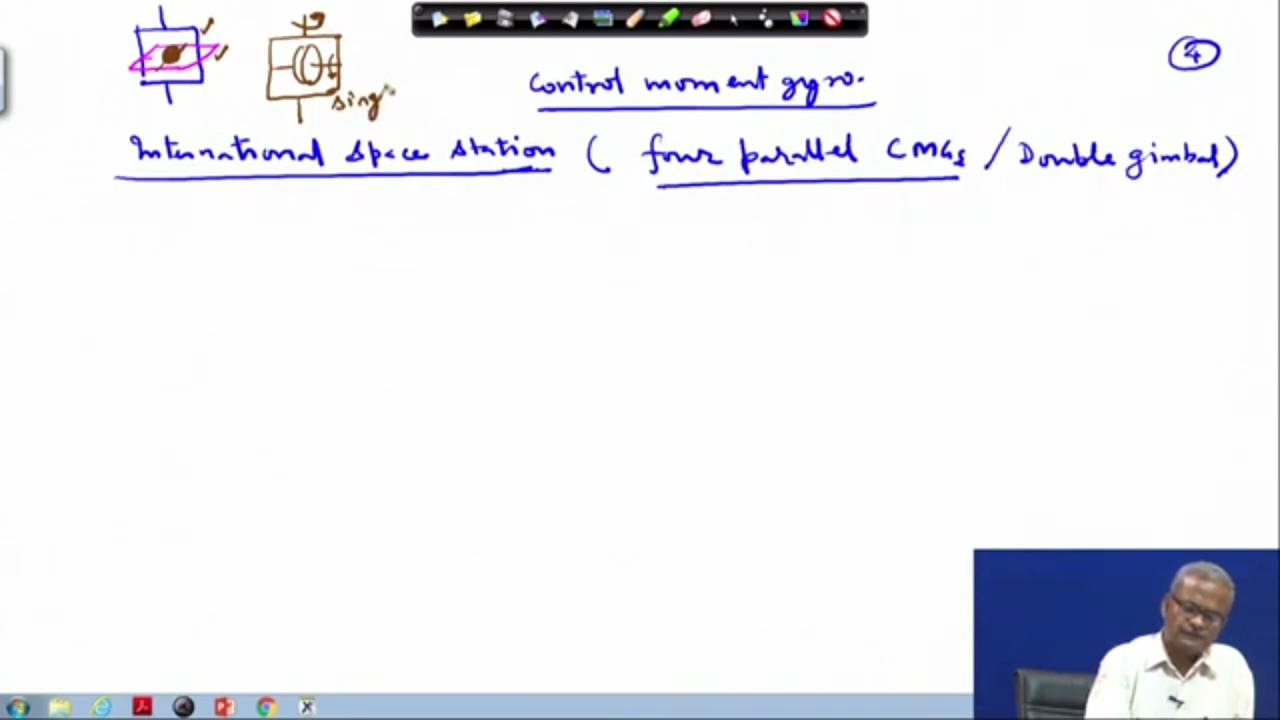 4
Control moment gyro.
sing
International Space Station ( four parallel CMGs / Double gimbal)